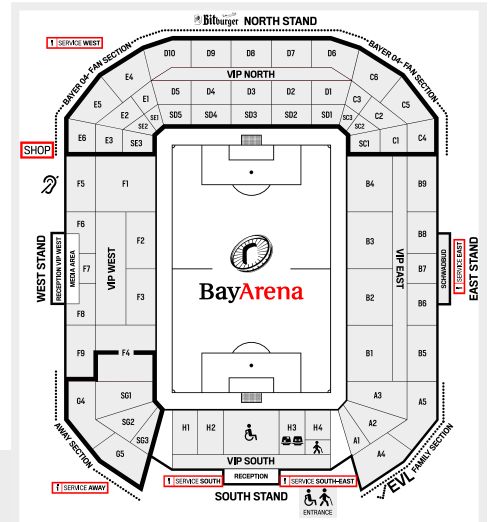 Bitburger NORTH STAND
! SERVICE WEST
BAYER 04- FAN SECTION
BAYER 04- FAN SECTION
D10 D9 D8 D7 D6
E4 VIP NORTH C6
E5 E1 D5 D4 D3 D2 D1 C3 C5
E2 SE1 SD5 SD4 SD3 SD2 SD1 SC3 C2
SE2 SC2
E6 E3 SE3 SC1 C1 C4
SHOP
F5 F1 B4 B9
F6
WEST STAND
RECEPTION VIP WEST
MEDIA AREA
VIP WEST
F2 B3
VIP EAST
B8
SCHWADBUD
! SERVICE EAST
EAST STAND
F7 B7
BayArena
F3 B2
F8 B6
F9 F4 B1 B5
G4 SG1 A3 A5
SG2 A2
SG3 H1 H2 H3 H4 A1
G5 A4
AWAY SECTION
VIP SOUTH
EVL FAMILY SECTION
RECEPTION
! SERVICE AWAY
! SERVICE SOUTH
! SERVICE SOUTH-EAST
SOUTH STAND
ENTRANCE